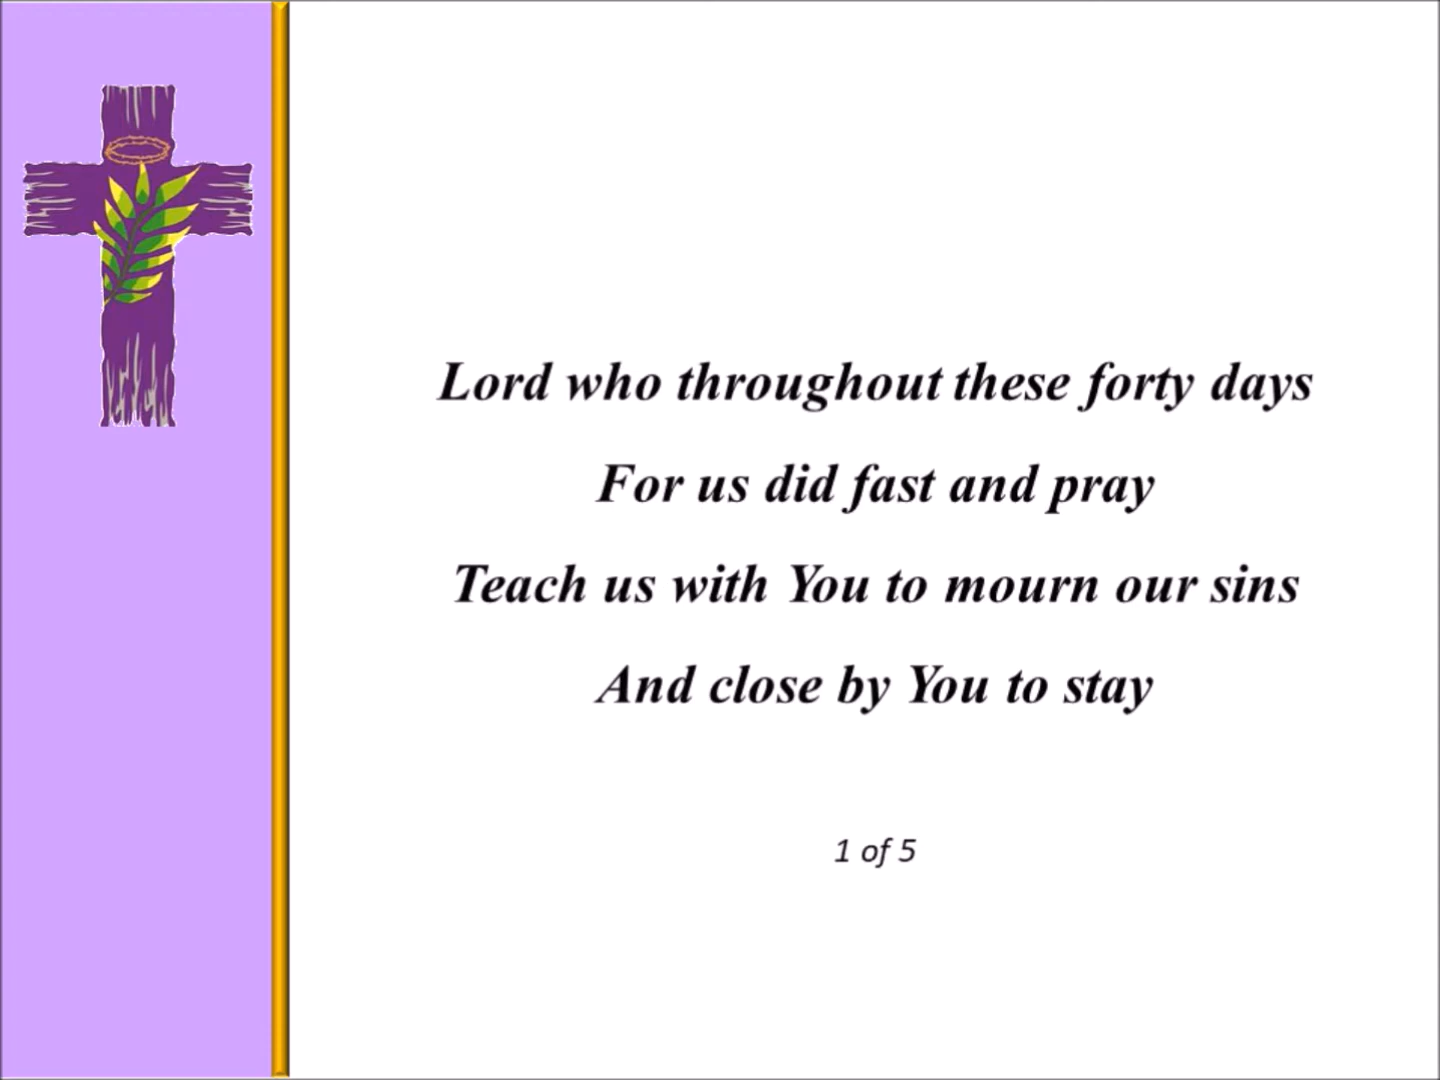 Lord who throughout these forty days
For us did fast and pray
Teach us with You to mourn our sins
And close by You to stay
1 of 5